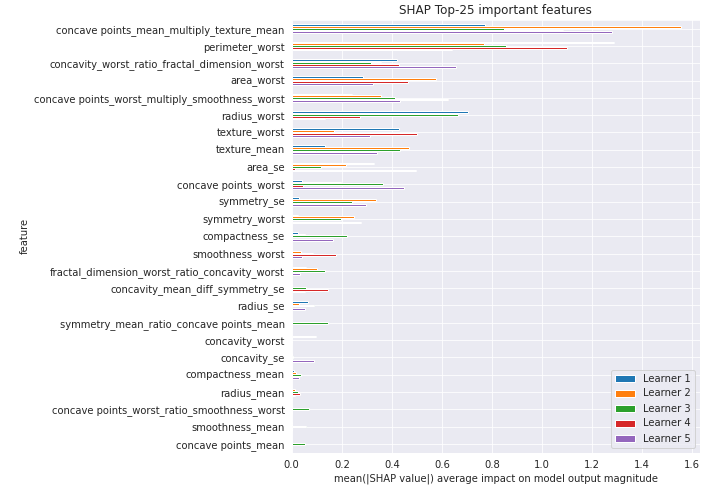 SHAP Top-25 important features
concave points_mean_multiply_texture_mean
perimeter_worst
concavity_worst_ratio_fractal_dimension_worst
area_worst
concave points_worst_multiply_smoothness_worst
radius_worst
texture_worst
texture_mean
area_se
concave points_worst
symmetry_se
symmetry_worst
compactness_se
smoothness_worst
fractal_dimension_worst_ratio_concavity_worst
concavity_mean_diff_symmetry_se
radius_se
symmetry_mean_ratio_concave points_mean
concavity_worst
concavity_se
compactness_mean
radius_mean
concave points_worst_ratio_smoothness_worst
smoothness_mean
concave points_mean
feature
Learner 1
Learner 2
Learner 3
Learner 4
Learner 5
0.0 0.2 0.4 0.6 0.8 1.0 1.2 1.4 1.6
mean(|SHAP value|) average impact on model output magnitude